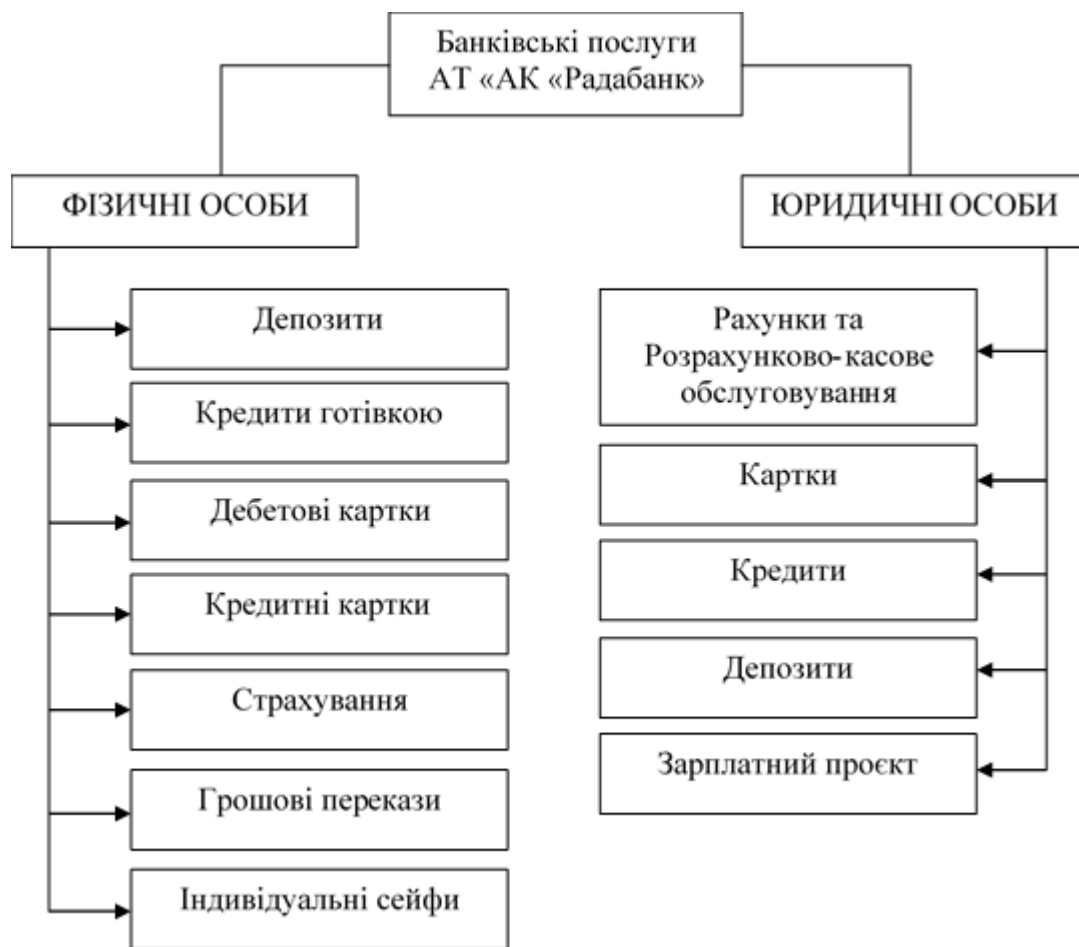 Банківські послуги
АТ «АК «Радабанк»
ФІЗИЧНІ ОСОБИ
Депозити
Кредити готівкою
Дебетові картки
Кредитні картки
Страхування
Грошові перекази
Індивідуальні сейфи
ЮРИДИЧНІ ОСОБИ
Рахунки та
Розрахунково-касове
обслуговування
Картки
Кредити
Депозити
Зарплатний проєкт